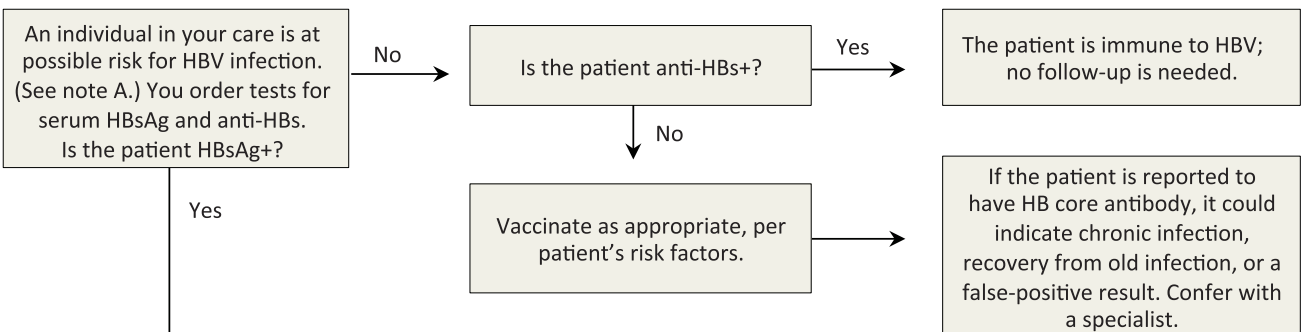 An individual in your care is at
possible risk for HBV infection.
(See note A.) You order tests for
serum HBsAg and anti-HBs.
Is the patient HBsAg+?
No
Is the patient anti-HBs+?
Yes
The patient is immune to HBV;
no follow-up is needed.
No
Yes
Vaccinate as appropriate, per
patient’s risk factors.
If the patient is reported to
have HB core antibody, it could
indicate chronic infection,
recovery from old infection, or a
false-positive result. Confer with
a specialist.